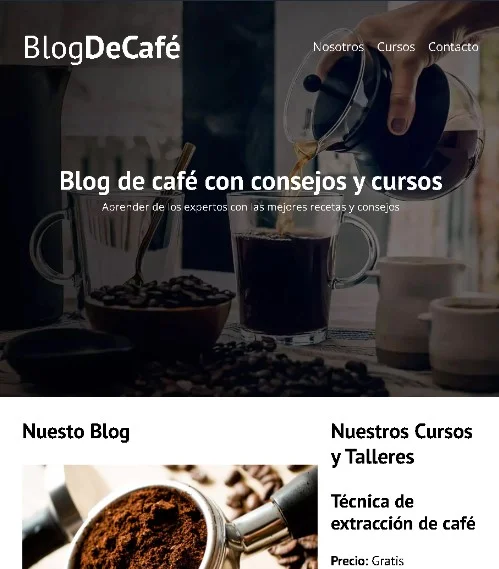 BlogDeCafé
Nosotros Cursos Contacto
Blog de café con consejos y cursos
Aprender de los expertos con las mejores recetas y consejos
Nuesto Blog
Nuestros Cursos
y Talleres
Técnica de
extracción de café
Precio: Gratis